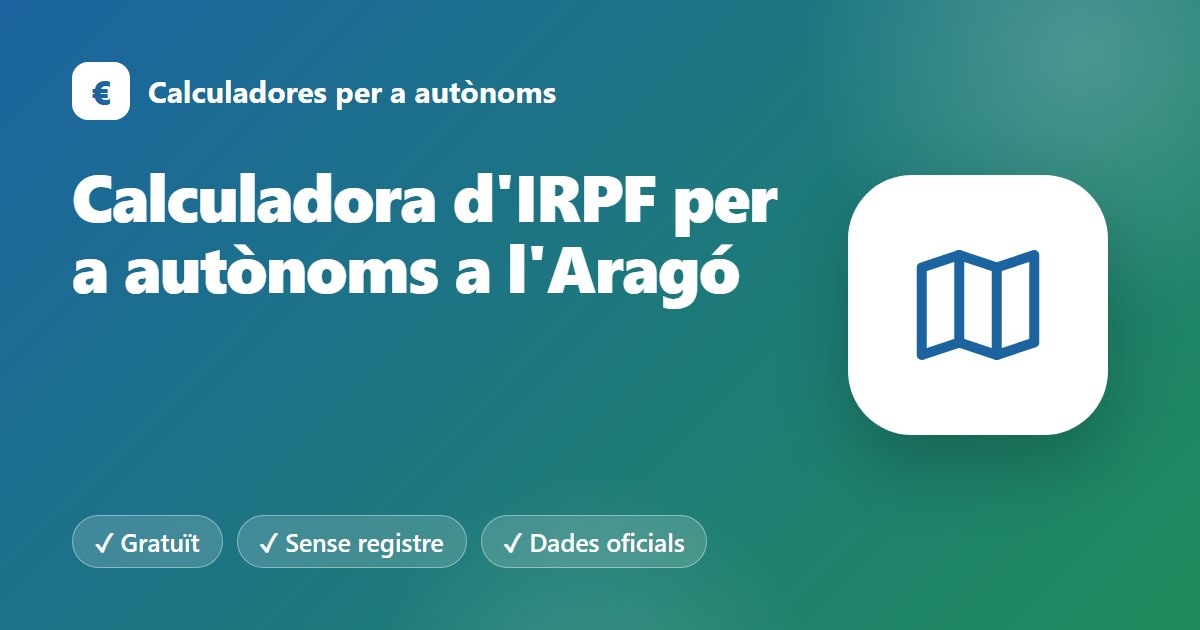 €
Calculadores per a autònoms
Calculadora d'IRPF per
a autònoms a l'Aragó
✓ Gratuït
✓ Sense registre
✓ Dades oficials